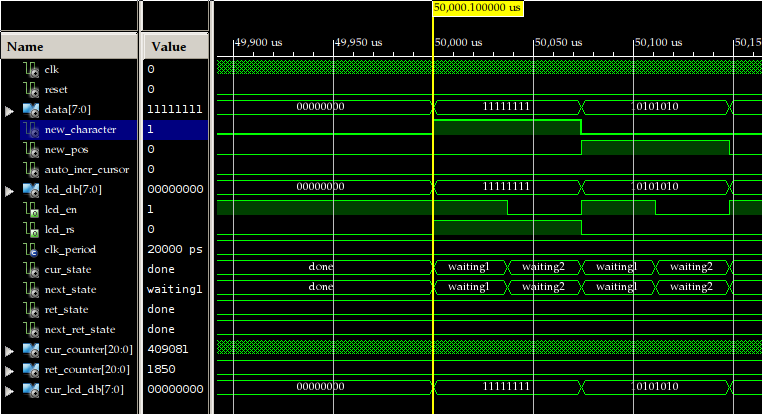 50,000.100000 us
Name Value
49,900 us 49,950 us 50,000 us 50,050 us 50,100 us 50,15
clk 0
reset 0
data[7:0] 11111111 00000000 11111111 10101010
new_character 1
new_pos 0
auto_incr_cursor 0
lcd_db[7:0] 00000000 00000000 11111111 10101010
lcd_en 1
lcd_rs 0
clk_period 20000 ps
cur_state done done waiting1 waiting2 waiting1 waiting2
next_state waiting1 done waiting1 waiting2 waiting1 waiting2
ret_state done
next_ret_state done
cur_counter[20:0] 409081
ret_counter[20:0] 1850
cur_lcd_db[7:0] 00000000 00000000 11111111 10101010